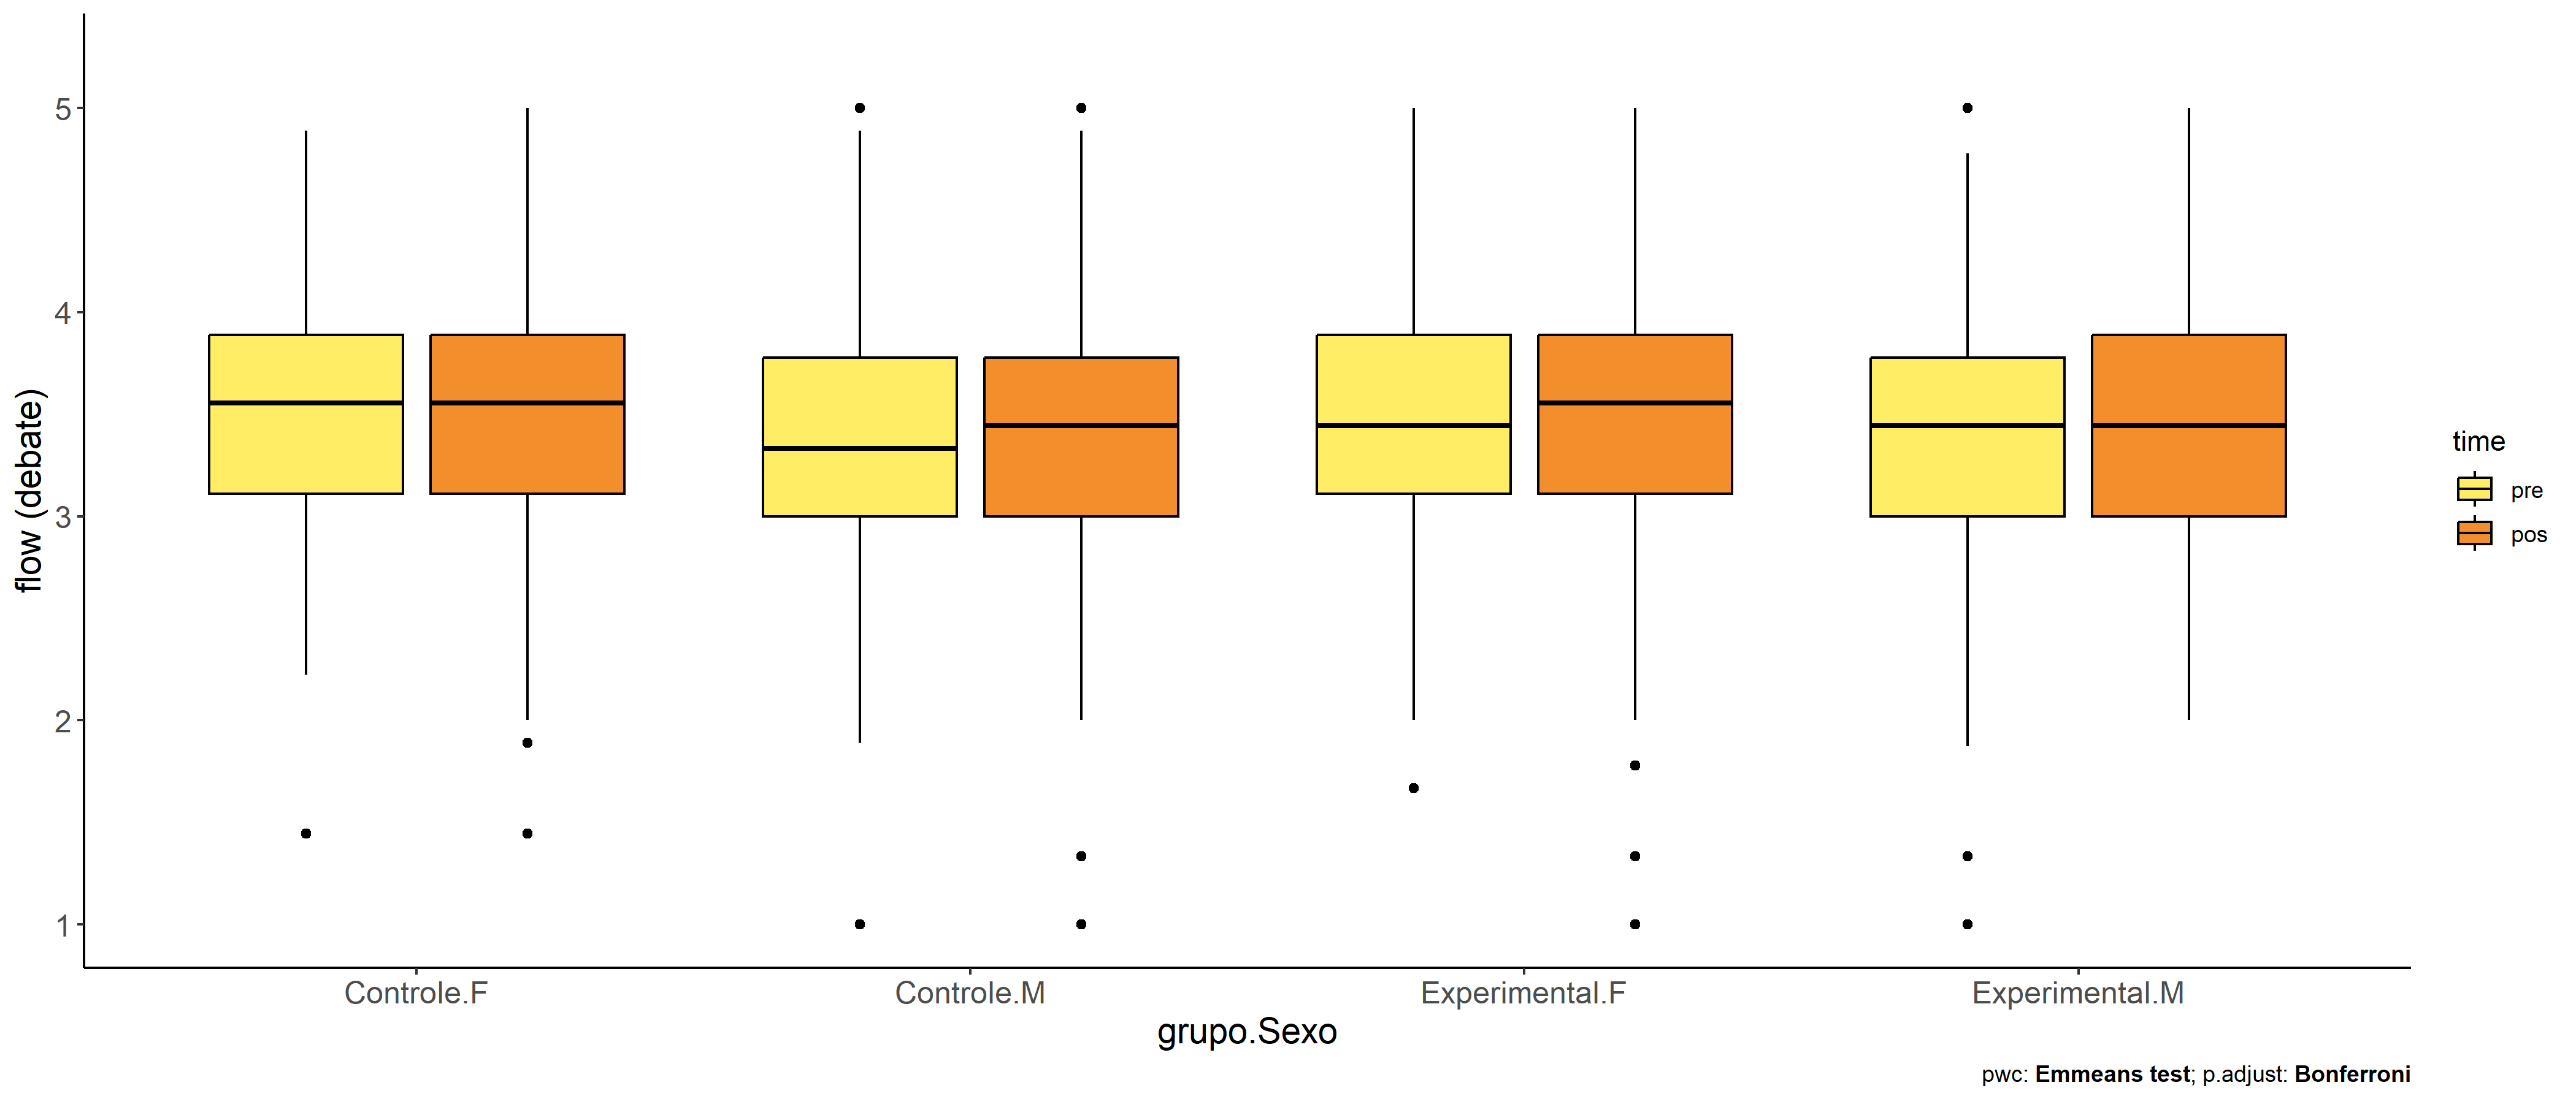 flow (debate)
5
4
3
2
1
Controle.F
Controle.M
Experimental.F
Experimental.M
grupo.Sexo
time
pre
pos
pwc: Emmeans test; p.adjust: Bonferroni